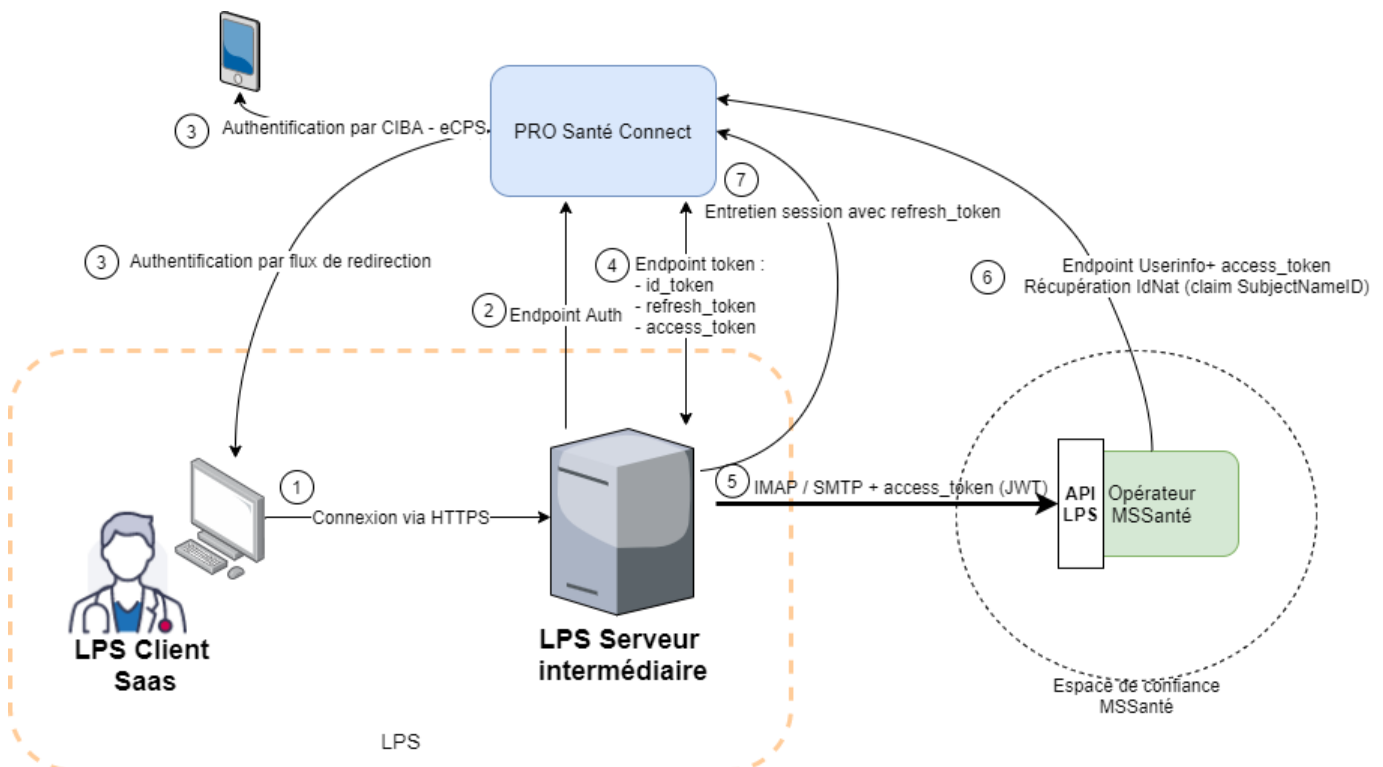 3
Authentification par CIBA - eCPS
PRO Santé Connect
7
Entretien session avec refresh_token
3
Authentification par flux de redirection
4
Endpoint token :
- id_token
- refresh_token
- access_token
2
Endpoint Auth
6
Endpoint Userinfo+ access_token
Récupération IdNat (claim SubjectNameID)
1
Connexion via HTTPS
5
IMAP / SMTP + access_token (JWT)
API
LPS
Opérateur
MSSanté
LPS Client
Saas
LPS Serveur
intermédiaire
Espace de confiance
MSSanté
LPS